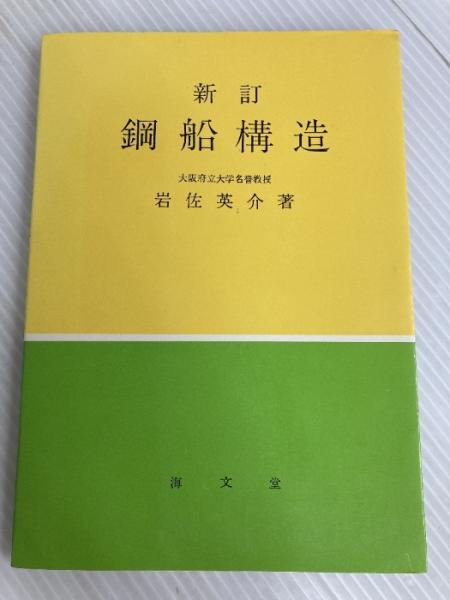 新訂
鋼船構造
大阪府立大学名誉教授
岩佐英介著
海文堂